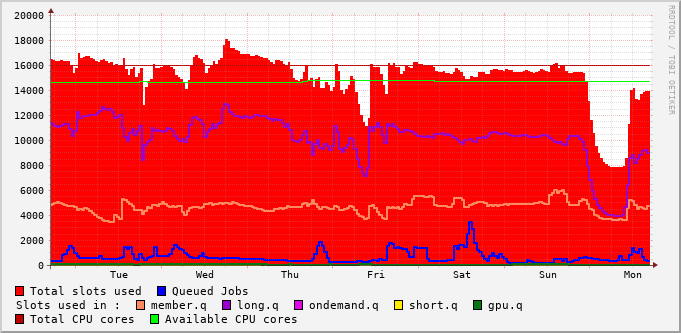 20000
18000
16000
14000
12000
10000
8000
6000
4000
2000
0
Tue Wed Thu Fri Sat Sun Mon
RRDTOOL / TOBI OETIKER
Total slots used Queued Jobs
Slots used in : member.q long.q ondemand.q short.q gpu.q
Total CPU cores Available CPU cores